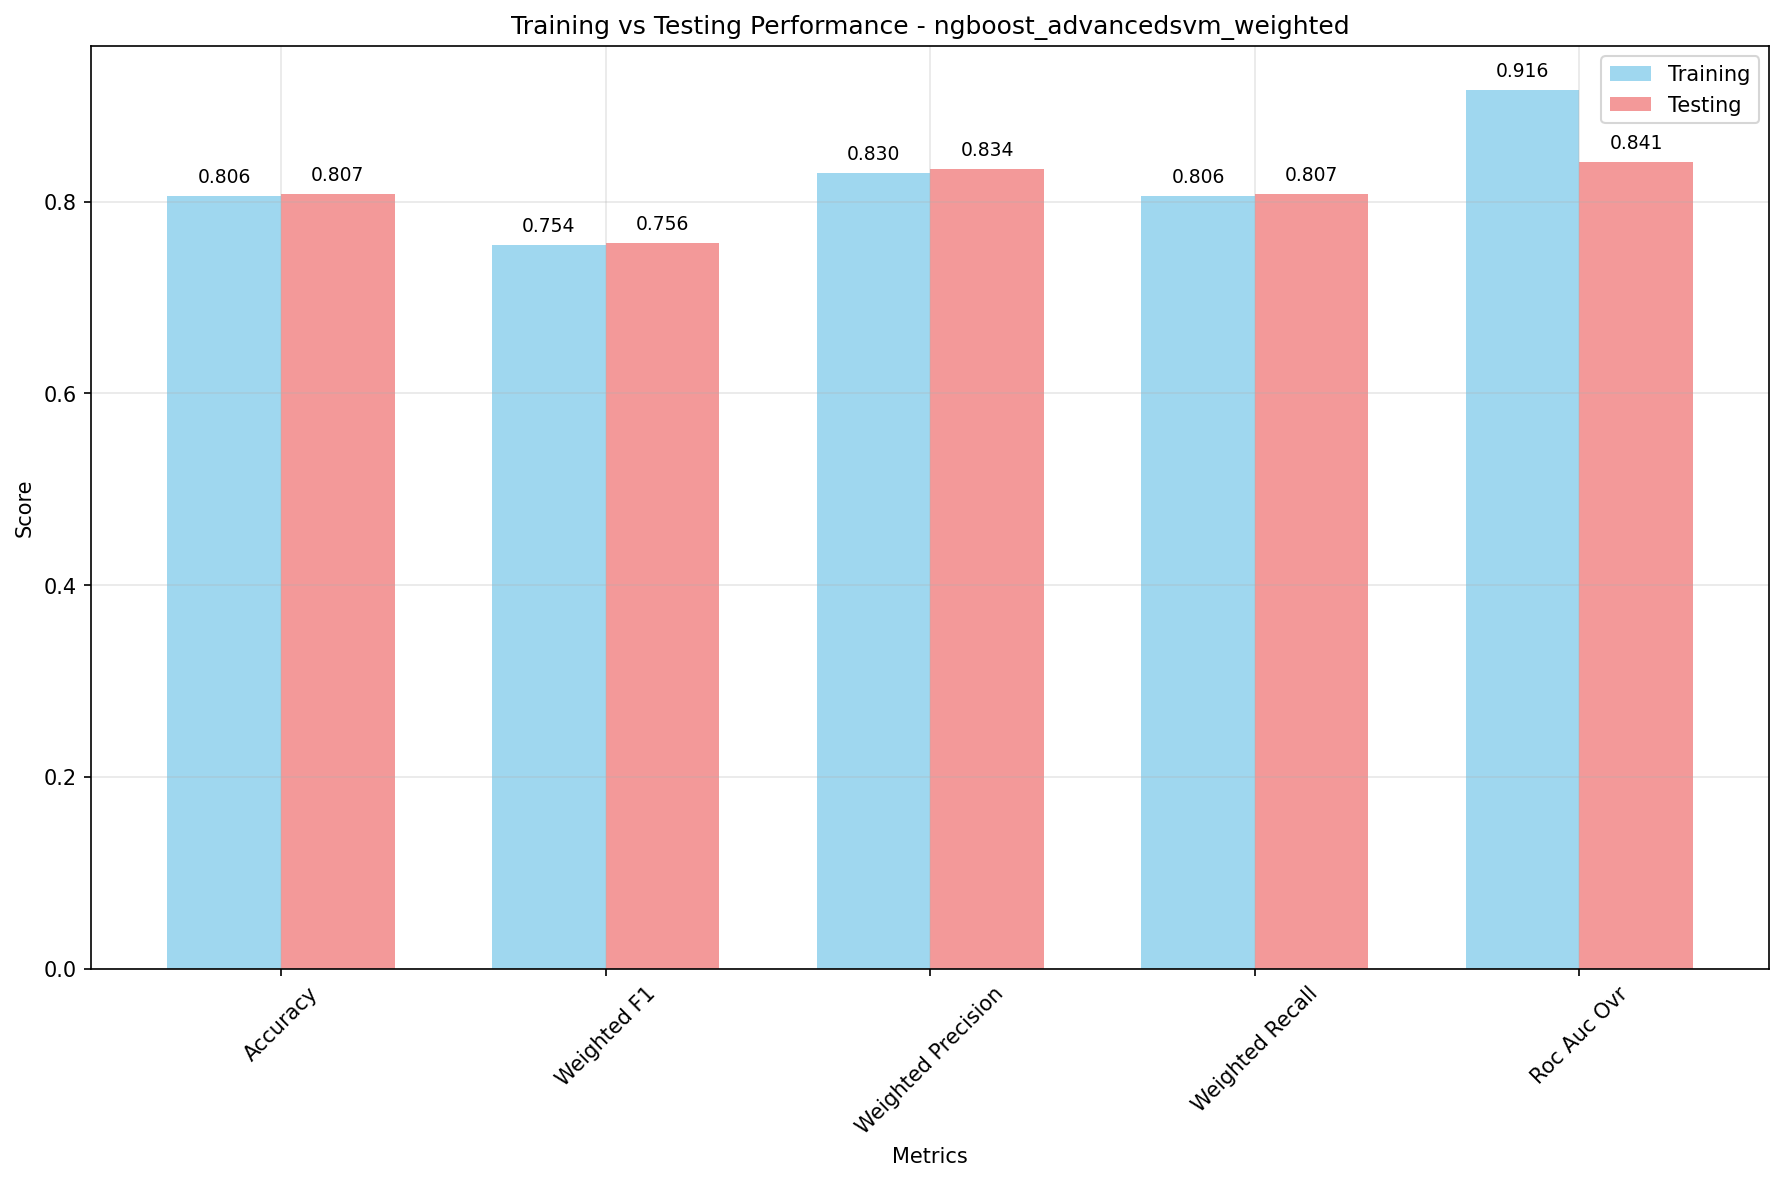 Training vs Testing Performance - ngboost_advancedsvm_weighted
Training
Testing
0.916
0.841
0.830
0.834
0.806
0.807
0.806
0.807
0.754
0.756
0.8
0.6
0.4
0.2
0.0
Score
Accuracy
Weighted F1
Weighted Precision
Weighted Recall
Roc Auc Ovr
Metrics